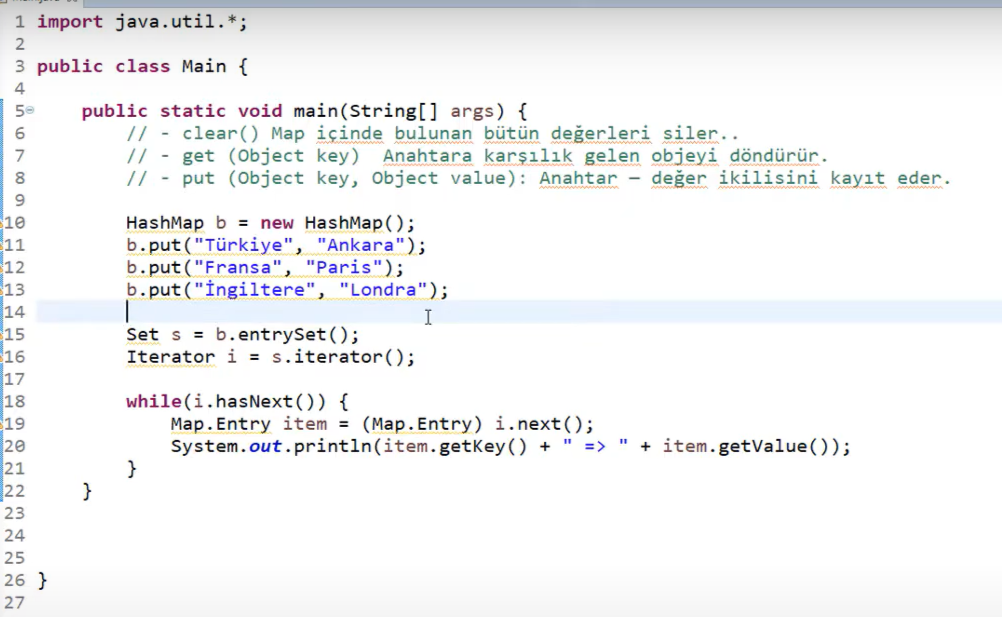 1 import java.util.*;
2
3 public class Main {
4
5 public static void main(String[] args) {
6 // - clear() Map içinde bulunan bütün değerleri siler..
7 // - get (Object key)  Anahtara karşılık gelen objeyi döndürür.
8 // - put (Object key, Object value): Anahtar – değer ikilisini kayıt eder.
9
10 HashMap b = new HashMap();
11 b.put("Türkiye", "Ankara");
12 b.put("Fransa", "Paris");
13 b.put("İngiltere", "Londra");
14
15 Set s = b.entrySet();
16 Iterator i = s.iterator();
17
18 while(i.hasNext()) {
19 Map.Entry item = (Map.Entry) i.next();
20 System.out.println(item.getKey() + " => " + item.getValue());
21 }
22 }
23
24
25
26 }
27